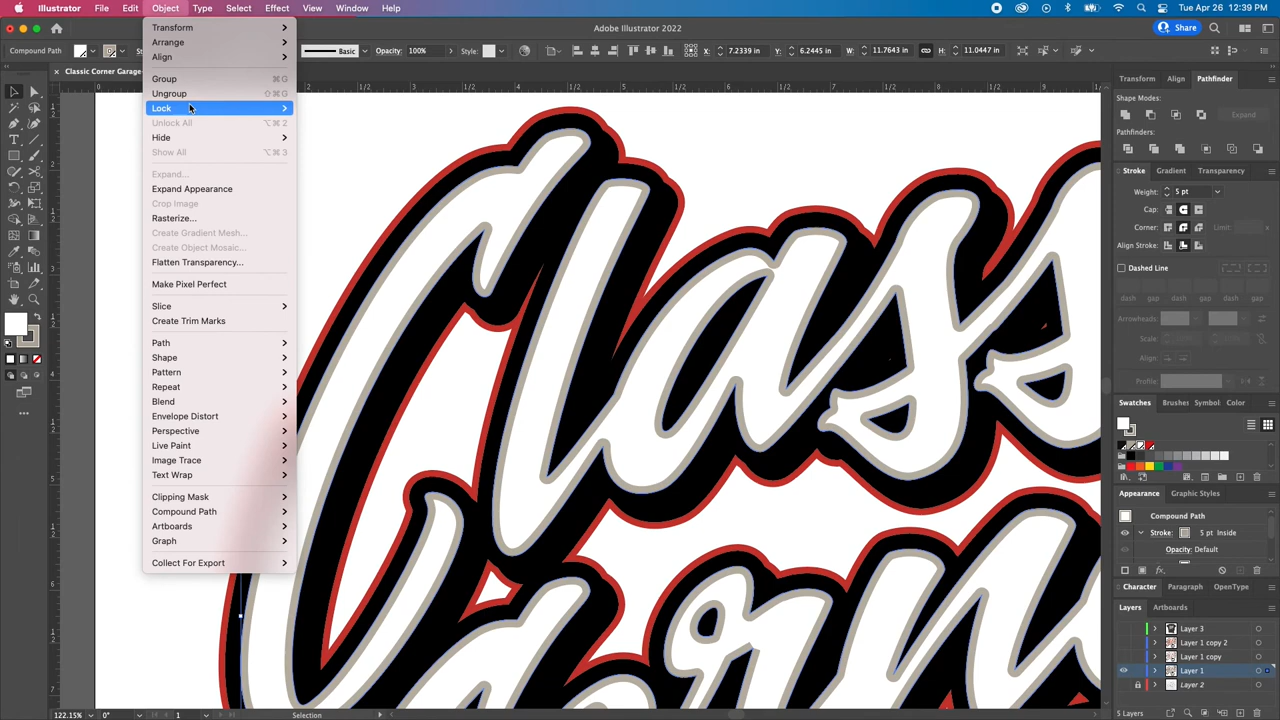 Illustrator File Edit Object Type Select Effect View Window Help
Tue Apr 26 12:39 PM
Adobe Illustrator 2022
Share
Compound Path
Basic
Opacity: 100%
Style:
X: 7.2339 in
Y: 6.2445 in
W: 11.7643 in
H: 11.0447 in
Classic Corner Garage
Transform
Arrange
Align
Group ⌘G
Ungroup ⇧⌘G
Lock
Unlock All ⌥⌘2
Hide
Show All ⌥⌘3
Expand...
Expand Appearance
Crop Image
Rasterize...
Create Gradient Mesh...
Create Object Mosaic...
Flatten Transparency...
Make Pixel Perfect
Slice
Create Trim Marks
Path
Shape
Pattern
Repeat
Blend
Envelope Distort
Perspective
Live Paint
Image Trace
Text Wrap
Clipping Mask
Compound Path
Artboards
Graph
Collect For Export
Class
Transform Align Pathfinder
Shape Modes:
Expand
Pathfinders:
Stroke Gradient Transparency
Weight: 5 pt
Cap:
Corner: Limit:
Align Stroke:
Dashed Line
dash gap dash gap dash gap
Arrowheads:
Scale:
Align:
Profile:
Swatches Brushes Symbol Color
Appearance Graphic Styles
Compound Path
Stroke: 5 pt Inside
Opacity: Default
Character Paragraph OpenType
Layers Artboards
Layer 3
Layer 1 copy 2
Layer 1 copy
Layer 1
Layer 2
5 Layers
122.15% 0° 1 Selection